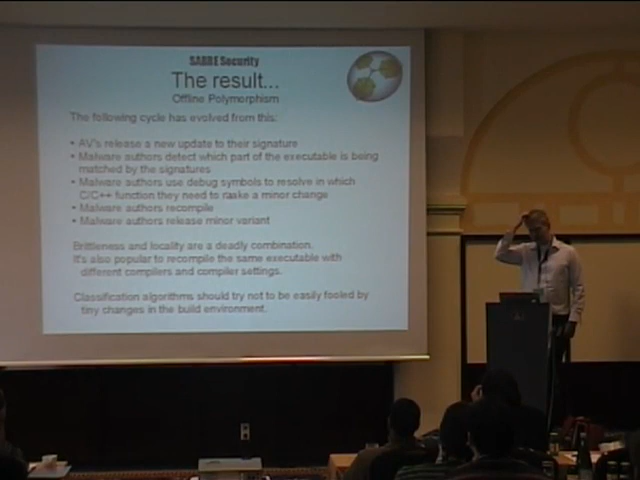 SABRE Security
The result...
Offline Polymorphism
The following cycle has evolved from this:
• AV's release a new update to their signature
• Malware authors detect which part of the executable is being
matched by the signatures
• Malware authors use debug symbols to resolve in which
C/C++ function they need to make a minor change
• Malware authors recompile
• Malware authors release minor variant
Brittleness and locality are a deadly combination.
It's also popular to recompile the same executable with
different compilers and compiler settings.
Classification algorithms should try not to be easily fooled by
tiny changes in the build environment.